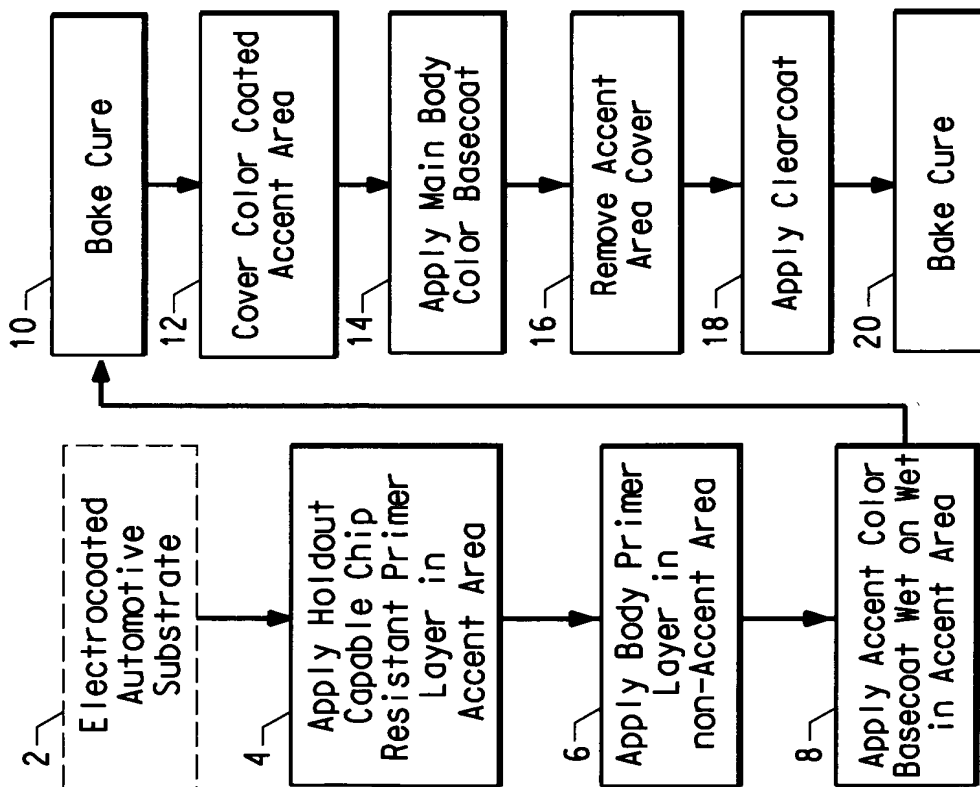 2
Electrocoated
Automotive
Substrate
4
Apply Holdout
Capable Chip
Resistant Primer
Layer in
Accent Area
6
Apply Body Primer
Layer in
non-Accent Area
8
Apply Accent Color
Basecoat Wet on Wet
in Accent Area
10
Bake Cure
12
Cover Color Coated
Accent Area
14
Apply Main Body
Color Basecoat
16
Remove Accent
Area Cover
18
Apply Clearcoat
20
Bake Cure